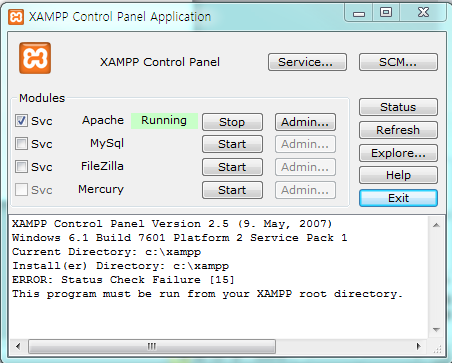 XAMPP Control Panel Application
XAMPP Control Panel
Service...
SCM...
Modules
Svc Apache Running Stop Admin...
Svc MySql Start Admin...
Svc FileZilla Start Admin...
Svc Mercury Start Admin...
Status
Refresh
Explore...
Help
Exit
XAMPP Control Panel Version 2.5 (9. May, 2007)
Windows 6.1 Build 7601 Platform 2 Service Pack 1
Current Directory: c:\xampp
Install(er) Directory: c:\xampp
ERROR: Status Check Failure [15]
This program must be run from your XAMPP root directory.